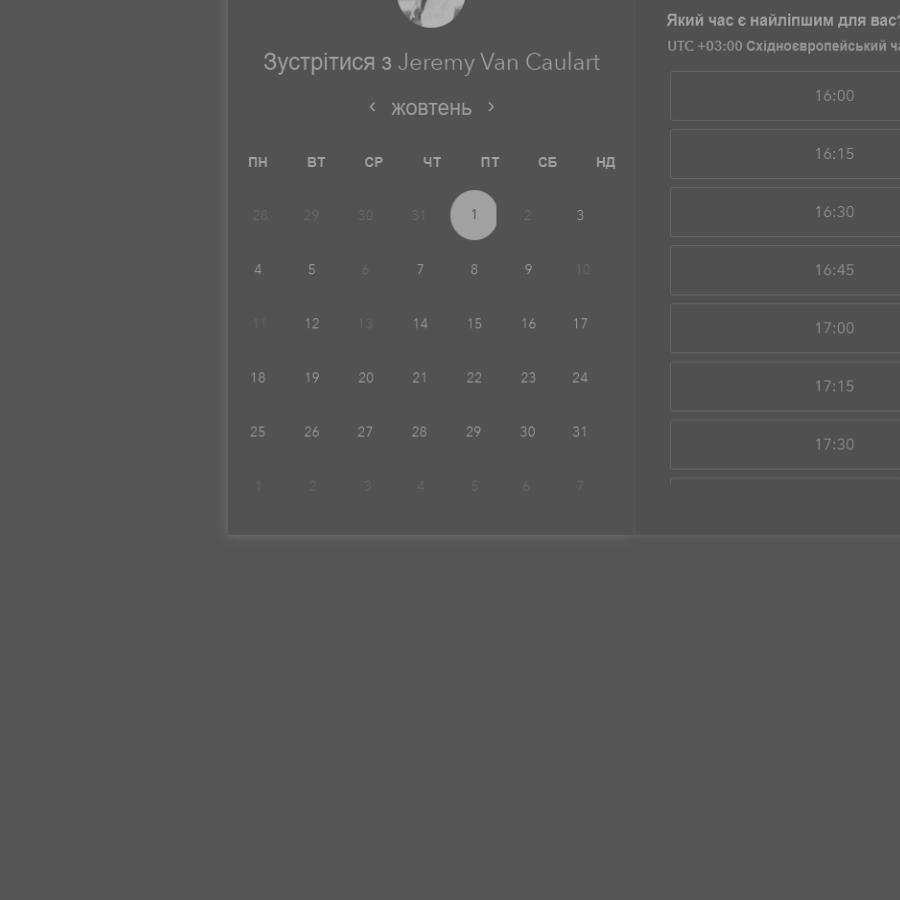 Зустрітися з Jeremy Van Caulart
‹ жовтень ›
ПН ВТ СР ЧТ ПТ СБ НД
28 29 30 31 1 2 3
4 5 6 7 8 9 10
11 12 13 14 15 16 17
18 19 20 21 22 23 24
25 26 27 28 29 30 31
1 2 3 4 5 6 7
Який час є найліпшим для вас?
UTC +03:00 Східноєвропейський
16:00
16:15
16:30
16:45
17:00
17:15
17:30